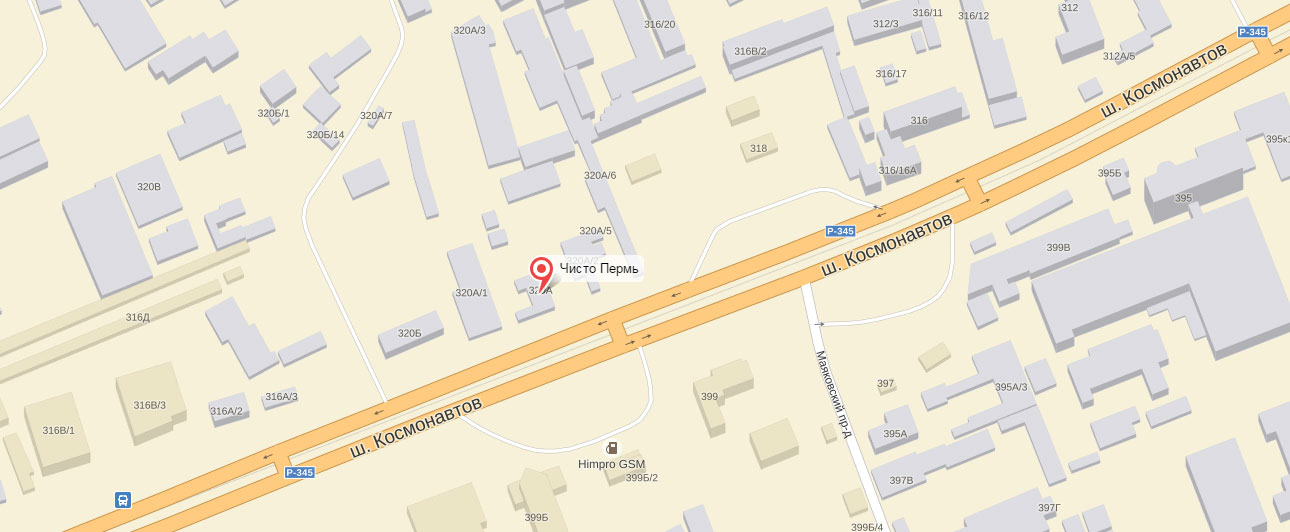 312
316/11
316/12
312/3
316/20
320А/3
P-345
316В/2
312А/5
ш. Космонавтов
316/17
320Б/1
320А/7
316
320Б/14
318
316/16А
395Б
320В
320А/6
395
320А/5
P-345
ш. Космонавтов
399В
Чисто Пермь
320А/1
316Д
320Б
Маяковский пр-д
397
395А/3
399
316А/3
316А/2
316В/3
ш. Космонавтов
316В/1
395А
Himpro GSM
P-345
399Б/2
397В
397Г
399Б
399Б/4